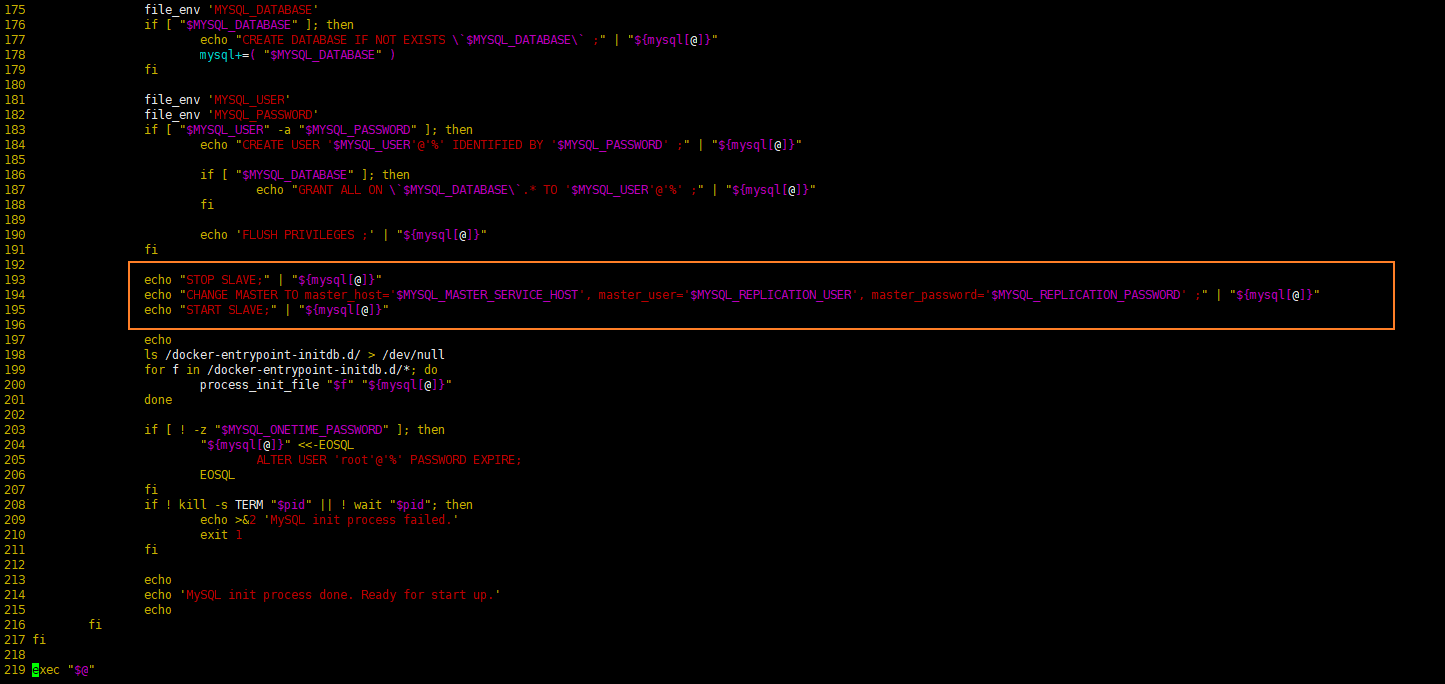 175                 file_env 'MYSQL_DATABASE'
176                 if [ "$MYSQL_DATABASE" ]; then
177                         echo "CREATE DATABASE IF NOT EXISTS \`$MYSQL_DATABASE\` ;" | "${mysql[@]}"
178                         mysql+=( "$MYSQL_DATABASE" )
179                 fi
180
181                 file_env 'MYSQL_USER'
182                 file_env 'MYSQL_PASSWORD'
183                 if [ "$MYSQL_USER" -a "$MYSQL_PASSWORD" ]; then
184                         echo "CREATE USER '$MYSQL_USER'@'%' IDENTIFIED BY '$MYSQL_PASSWORD' ;" | "${mysql[@]}"
185
186                         if [ "$MYSQL_DATABASE" ]; then
187                                 echo "GRANT ALL ON \`$MYSQL_DATABASE\`.* TO '$MYSQL_USER'@'%' ;" | "${mysql[@]}"
188                         fi
189
190                         echo 'FLUSH PRIVILEGES ;' | "${mysql[@]}"
191                 fi
192
193                 echo "STOP SLAVE;" | "${mysql[@]}"
194                 echo "CHANGE MASTER TO master_host='$MYSQL_MASTER_SERVICE_HOST', master_user='$MYSQL_REPLICATION_USER', master_password='$MYSQL_REPLICATION_PASSWORD' ;" | "${mysql[@]}"
195                 echo "START SLAVE;" | "${mysql[@]}"
196
197                 echo
198                 ls /docker-entrypoint-initdb.d/ > /dev/null
199                 for f in /docker-entrypoint-initdb.d/*; do
200                         process_init_file "$f" "${mysql[@]}"
201                 done
202
203                 if [ ! -z "$MYSQL_ONETIME_PASSWORD" ]; then
204                         "${mysql[@]}" <<-EOSQL
205                                 ALTER USER 'root'@'%' PASSWORD EXPIRE;
206                         EOSQL
207                 fi
208                 if ! kill -s TERM "$pid" || ! wait "$pid"; then
209                         echo >&2 'MySQL init process failed.'
210                         exit 1
211                 fi
212
213                 echo
214                 echo 'MySQL init process done. Ready for start up.'
215                 echo
216         fi
217 fi
218
219 exec "$@"